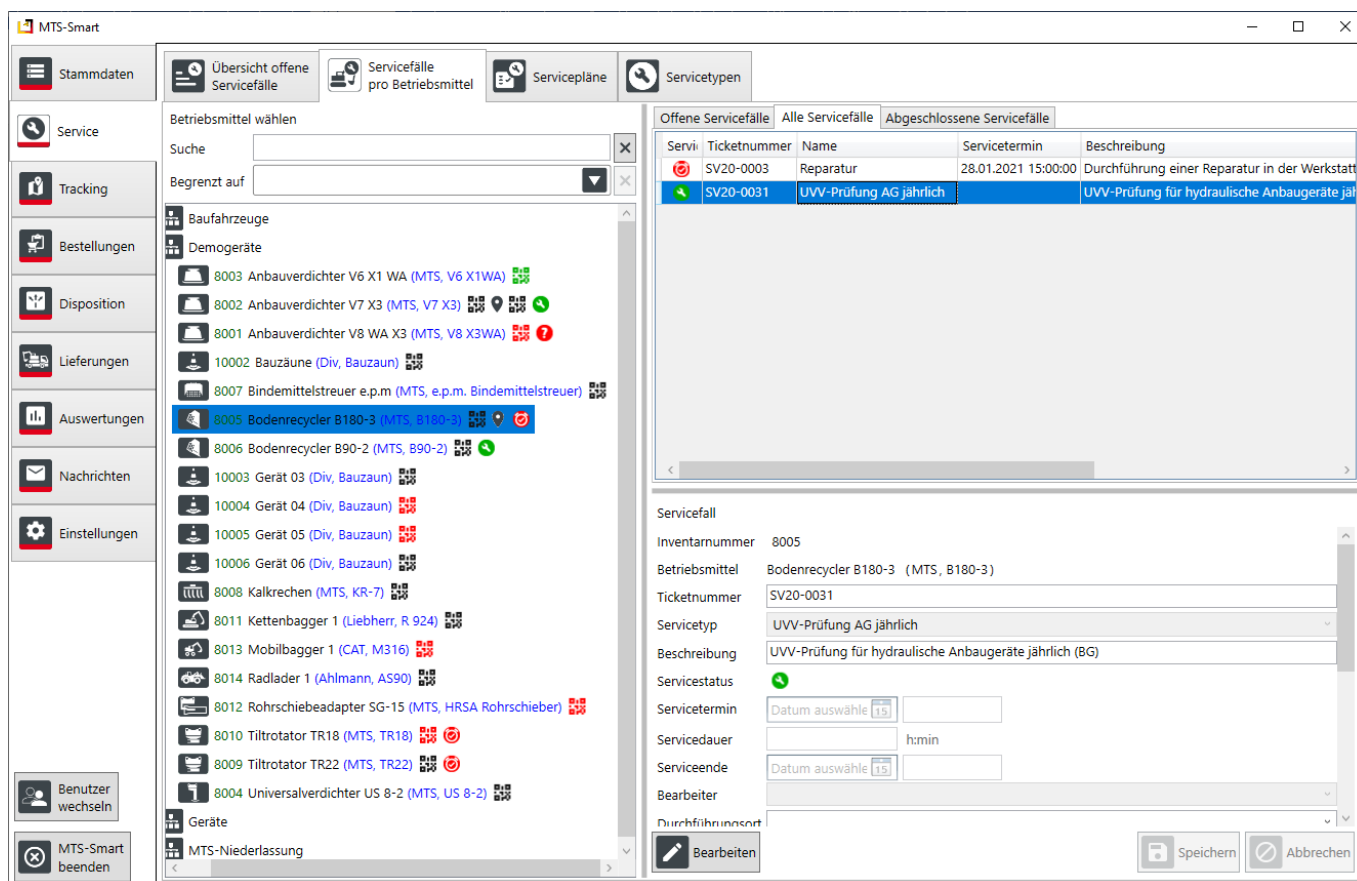 MTS-Smart
Stammdaten
Service
Tracking
Bestellungen
Disposition
Lieferungen
Auswertungen
Nachrichten
Einstellungen
Benutzer
wechseln
MTS-Smart
beenden
Übersicht offene
Servicefälle
Servicefälle
pro Betriebsmittel
Servicepläne
Servicetypen
Betriebsmittel wählen
Suche
Begrenzt auf
Baufahrzeuge
Demogeräte
8003 Anbauverdichter V6 X1 WA (MTS, V6 X1WA)
8002 Anbauverdichter V7 X3 (MTS, V7 X3)
8001 Anbauverdichter V8 WA X3 (MTS, V8 X3WA)
10002 Bauzäune (Div, Bauzaun)
8007 Bindemittelstreuer e.p.m (MTS, e.p.m. Bindemittelstreuer)
8005 Bodenrecycler B180-3 (MTS, B180-3)
8006 Bodenrecycler B90-2 (MTS, B90-2)
10003 Gerät 03 (Div, Bauzaun)
10004 Gerät 04 (Div, Bauzaun)
10005 Gerät 05 (Div, Bauzaun)
10006 Gerät 06 (Div, Bauzaun)
8008 Kalkrechen (MTS, KR-7)
8011 Kettenbagger 1 (Liebherr, R 924)
8013 Mobilbagger 1 (CAT, M316)
8014 Radlader 1 (Ahlmann, AS90)
8012 Rohrschiebeadapter SG-15 (MTS, HRSA Rohrschieber)
8010 Tiltrotator TR18 (MTS, TR18)
8009 Tiltrotator TR22 (MTS, TR22)
8004 Universalverdichter US 8-2 (MTS, US 8-2)
Geräte
MTS-Niederlassung
Offene Servicefälle Alle Servicefälle Abgeschlossene Servicefälle
Servi Ticketnummer Name Servicetermin Beschreibung
SV20-0003 Reparatur 28.01.2021 15:00:00 Durchführung einer Reparatur in der Werkstatt
SV20-0031 UVV-Prüfung AG jährlich UVV-Prüfung für hydraulische Anbaugeräte jäh
Servicefall
Inventarnummer 8005
Betriebsmittel Bodenrecycler B180-3 (MTS, B180-3)
Ticketnummer SV20-0031
Servicetyp UVV-Prüfung AG jährlich
Beschreibung UVV-Prüfung für hydraulische Anbaugeräte jährlich (BG)
Servicestatus
Servicetermin Datum auswähle 15
Servicedauer h:min
Serviceende Datum auswähle 15
Bearbeiter
Durchführungsort
Bearbeiten
Speichern
Abbrechen